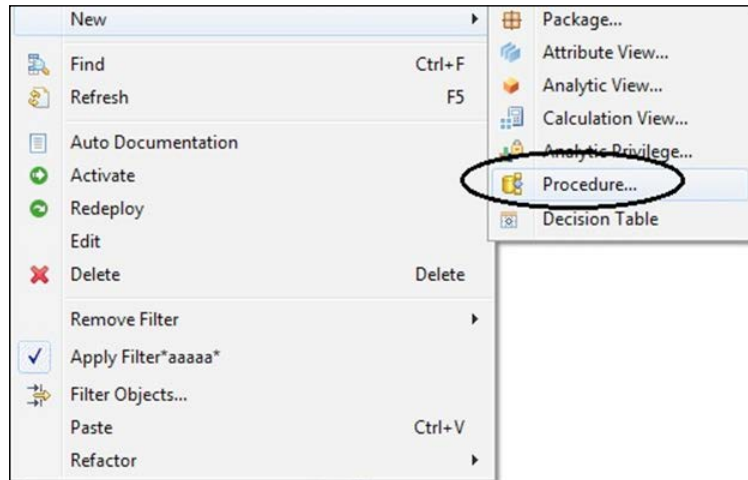 New
Find Ctrl+F
Refresh F5
Auto Documentation
Activate
Redeploy
Edit
Delete Delete
Remove Filter
Apply Filter*aaaaa*
Filter Objects...
Paste Ctrl+V
Refactor
Package...
Attribute View...
Analytic View...
Calculation View...
Analytic Privilege...
Procedure...
Decision Table